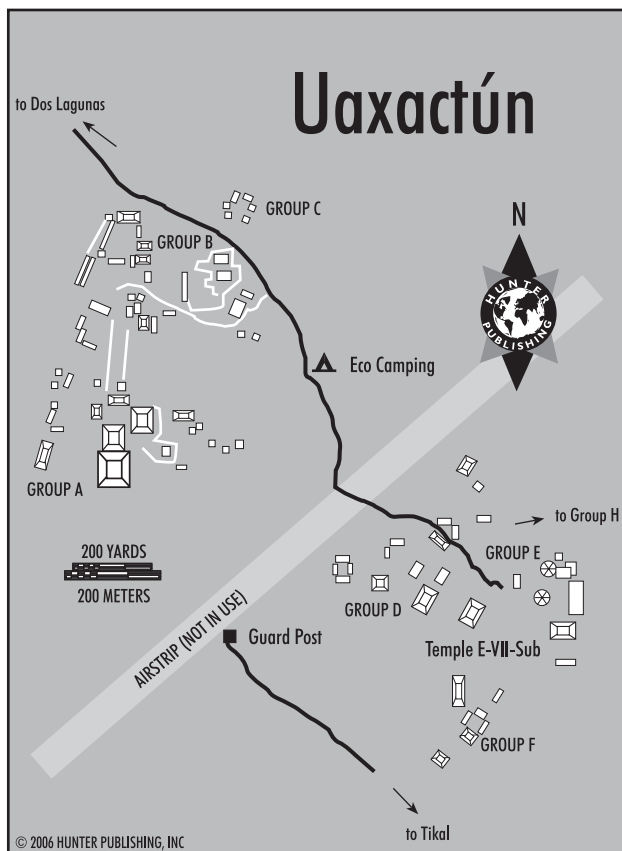 Uaxactún
to Dos Lagunas
GROUP C
GROUP B
N
HUNTER
PUBLISHING
Eco Camping
GROUP A
to Group H
200 YARDS
200 METERS
GROUP E
GROUP D
AIRSTRIP (NOT IN USE)
Guard Post
Temple E-VII-Sub
GROUP F
to Tikal
© 2006 HUNTER PUBLISHING, INC